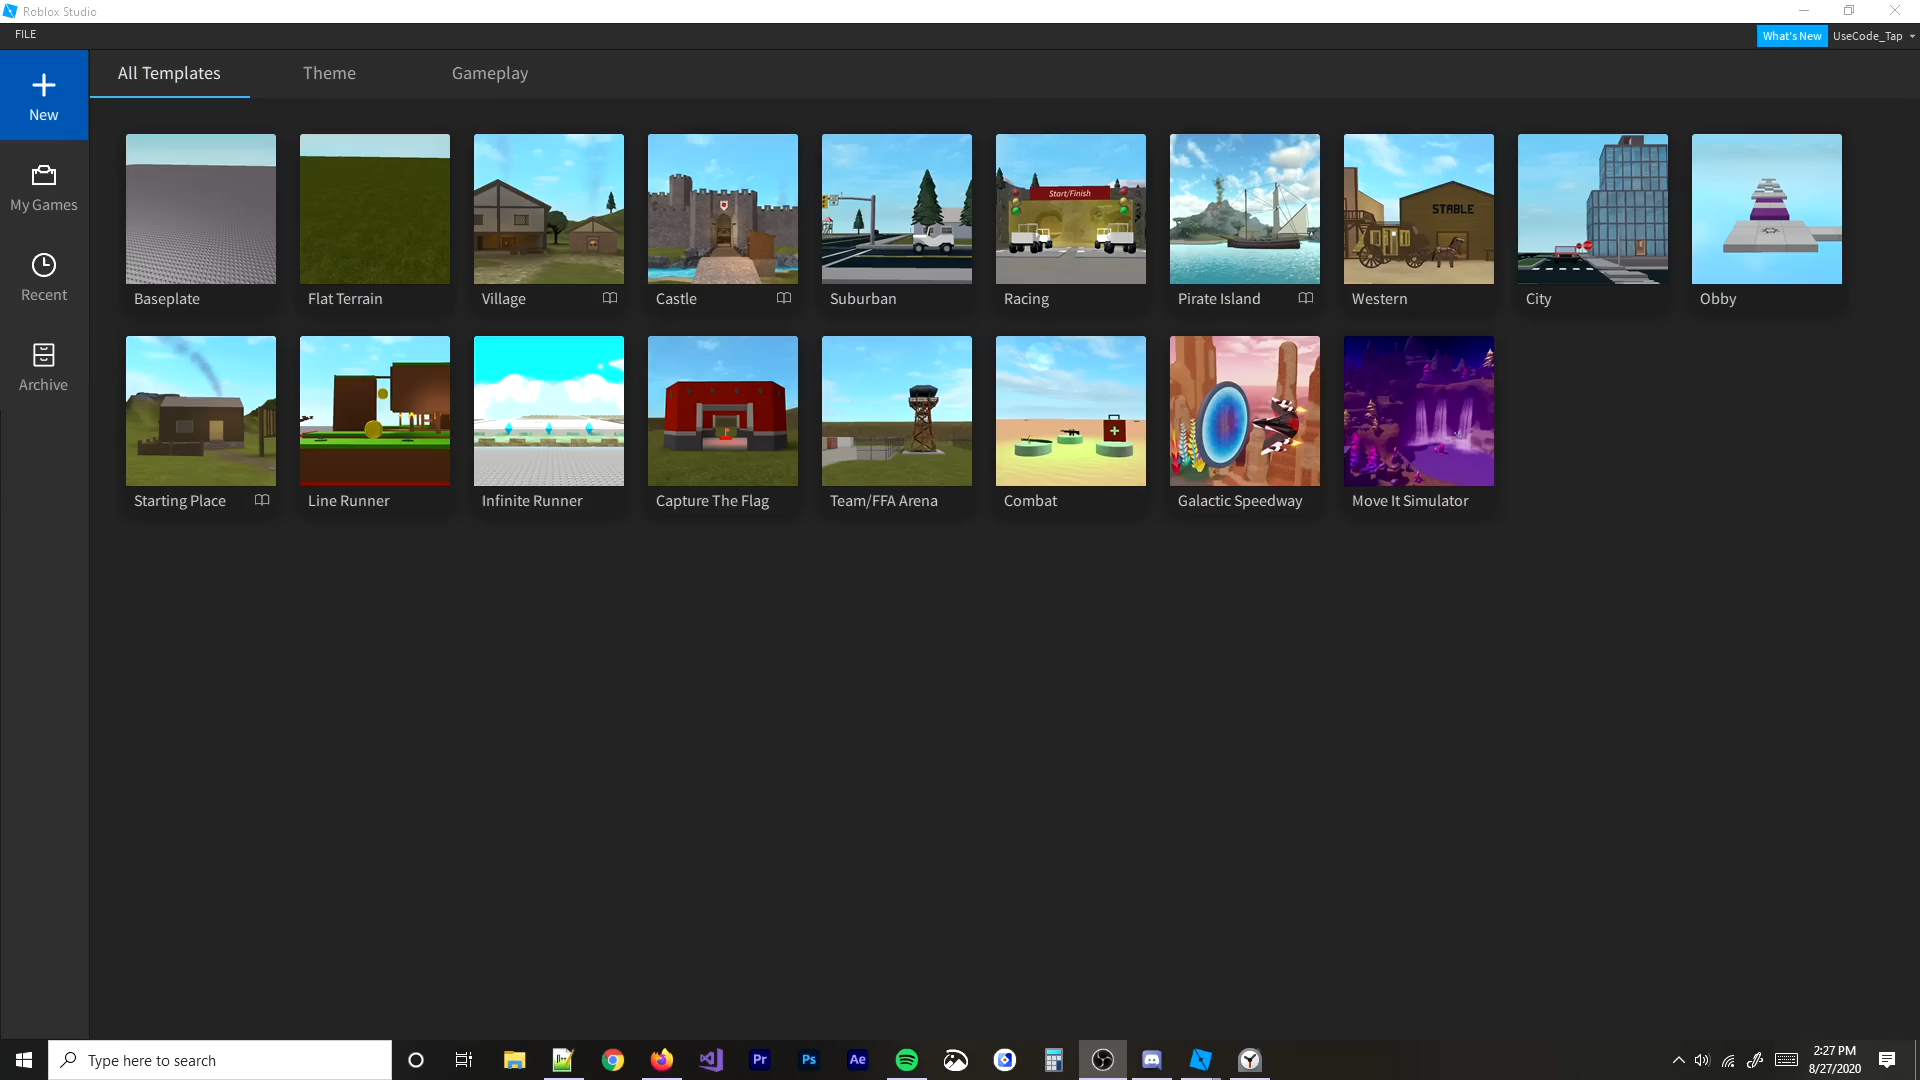 Roblox Studio
FILE
What's New
UseCode_Tap
All Templates
Theme
Gameplay
New
My Games
Recent
Archive
Start/Finish
STABLE
Baseplate
Flat Terrain
Village
Castle
Suburban
Racing
Pirate Island
Western
City
Obby
Starting Place
Line Runner
Infinite Runner
Capture The Flag
Team/FFA Arena
Combat
Galactic Speedway
Move It Simulator
Type here to search
Pr
Ps
Ae
2:27 PM
8/27/2020